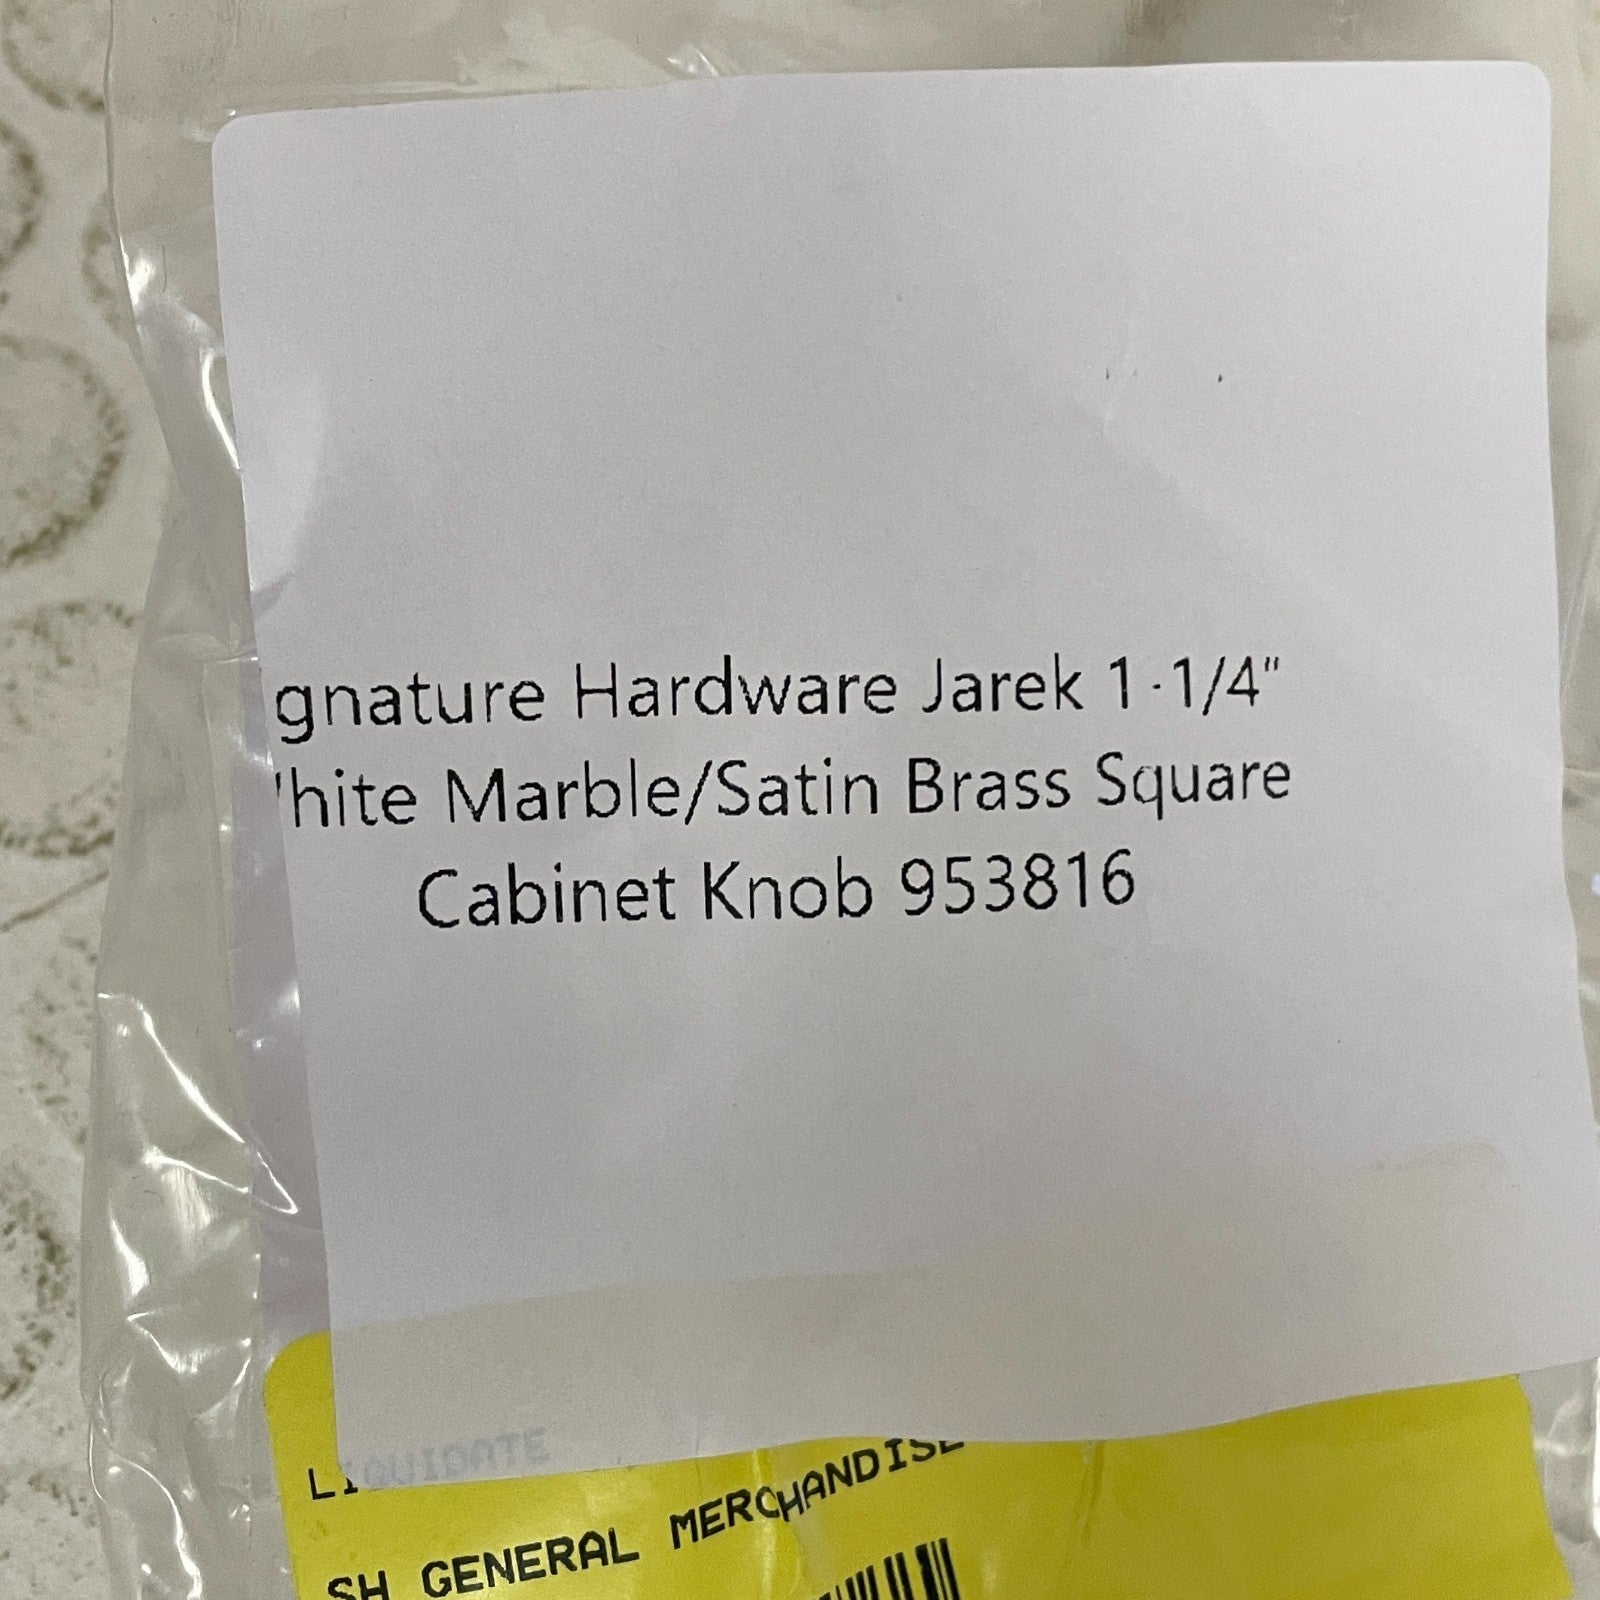 gnature Hardware Jarek 1-1/4"
hite Marble/Satin Brass Square
Cabinet Knob 953816
LIQUIDATE
SH GENERAL MERCHANDISE